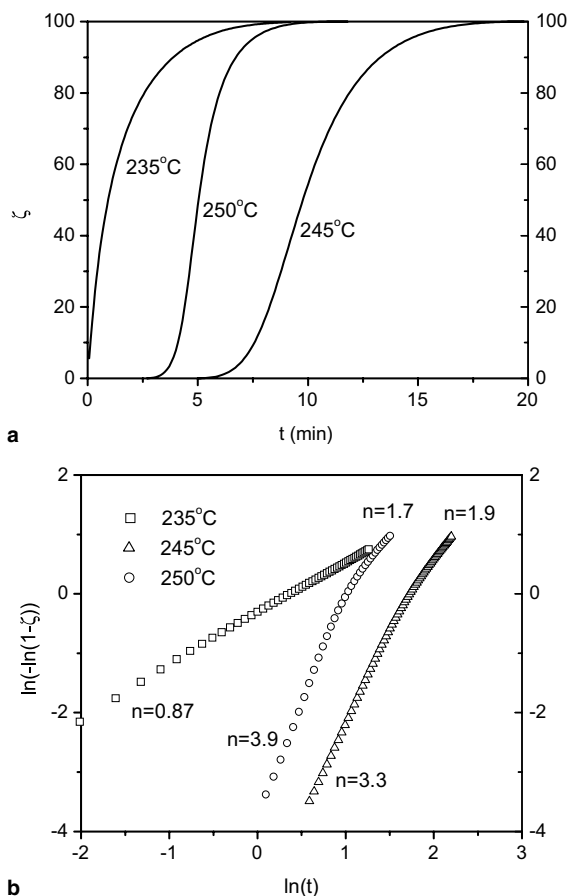 100
100
80
80
60
60
40
40
20
20
0
0
235°C
250°C
245°C
ζ
0 5 10 15 20
t (min)
a
2
2
0
0
-2
-2
-4
-4
□ 235°C
△ 245°C
○ 250°C
n=1.7
n=1.9
n=0.87
n=3.9
n=3.3
ln(-ln(1-ζ))
-2 -1 0 1 2 3
ln(t)
b